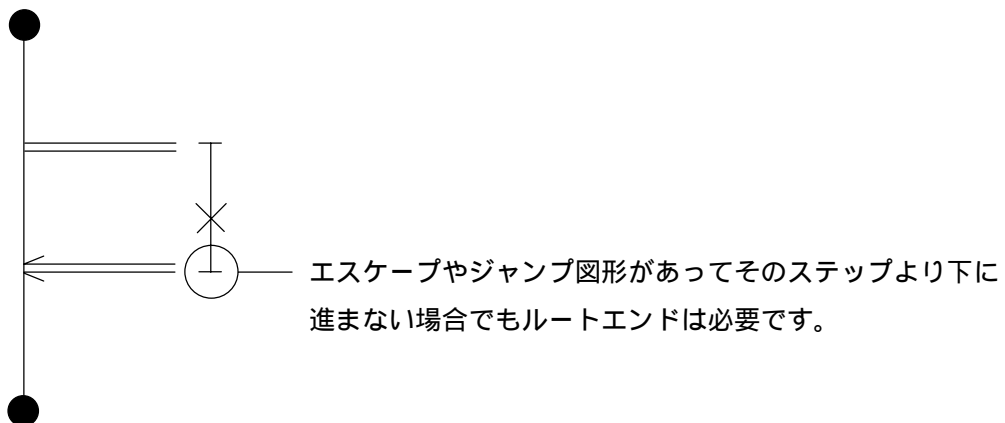 エスケープやジャンプ図形があってそのステップより下に
進まない場合でもルートエンドは必要です。